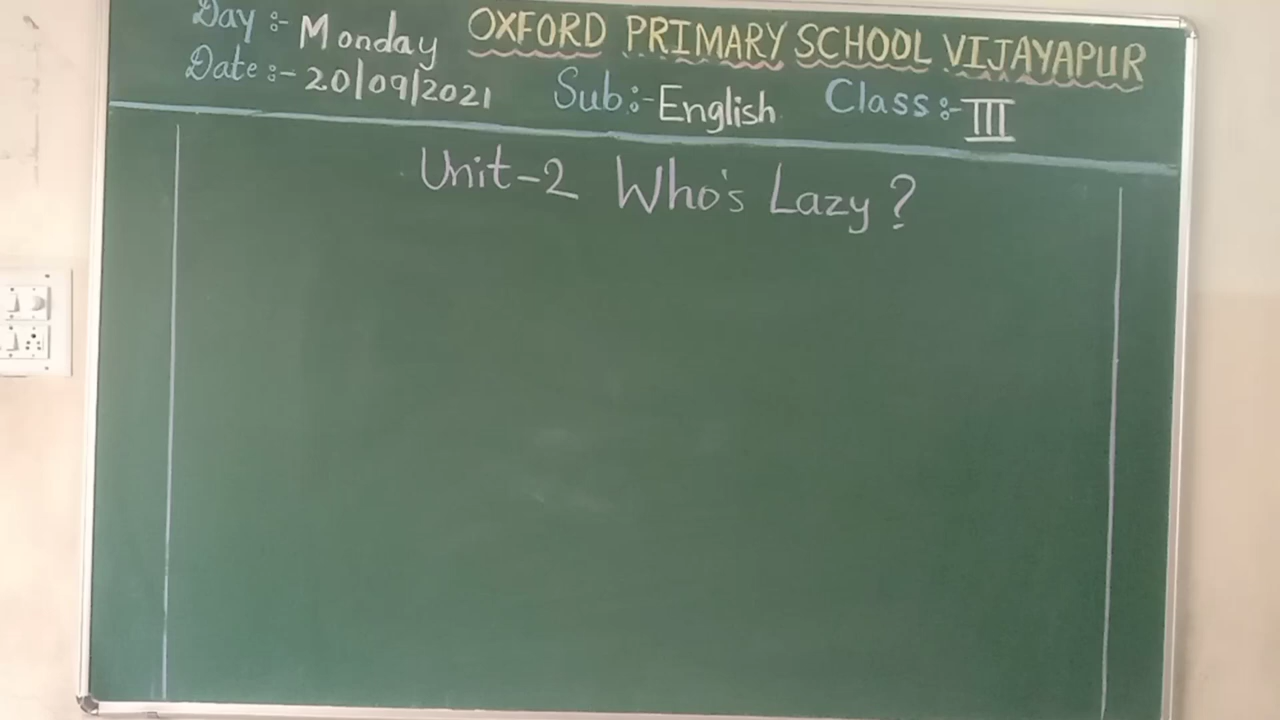 Day :- Monday OXFORD PRIMARY SCHOOL VIJAYAPUR
Date :- 20/09/2021 Sub :- English Class :- III
Unit-2 Who's Lazy ?